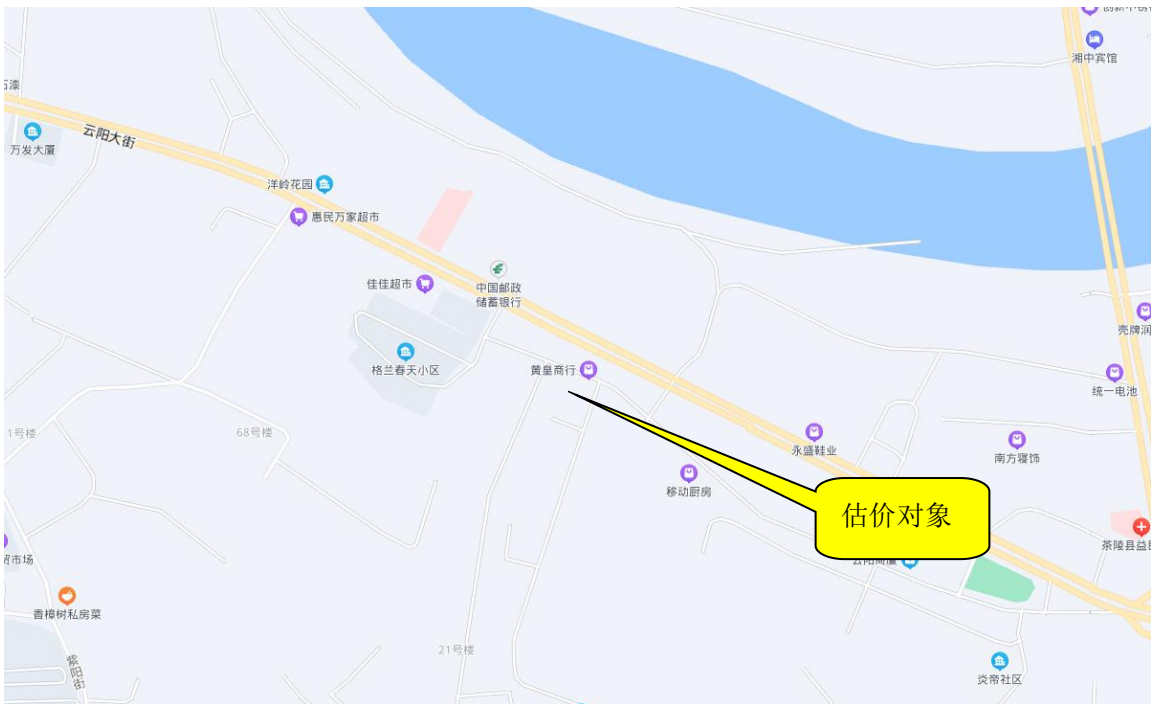 湘中宾馆
石漆
云阳大街
万发大厦
洋岭花园
惠民万家超市
佳佳超市
中国邮政
储蓄银行
格兰春天小区
黄皇商行
壳牌润
统一电池
1号楼
68号楼
永盛鞋业
南方寝饰
移动厨房
估价对象
茶陵县益民
贸市场
香樟树私房菜
21号楼
紫阳街
炎帝社区